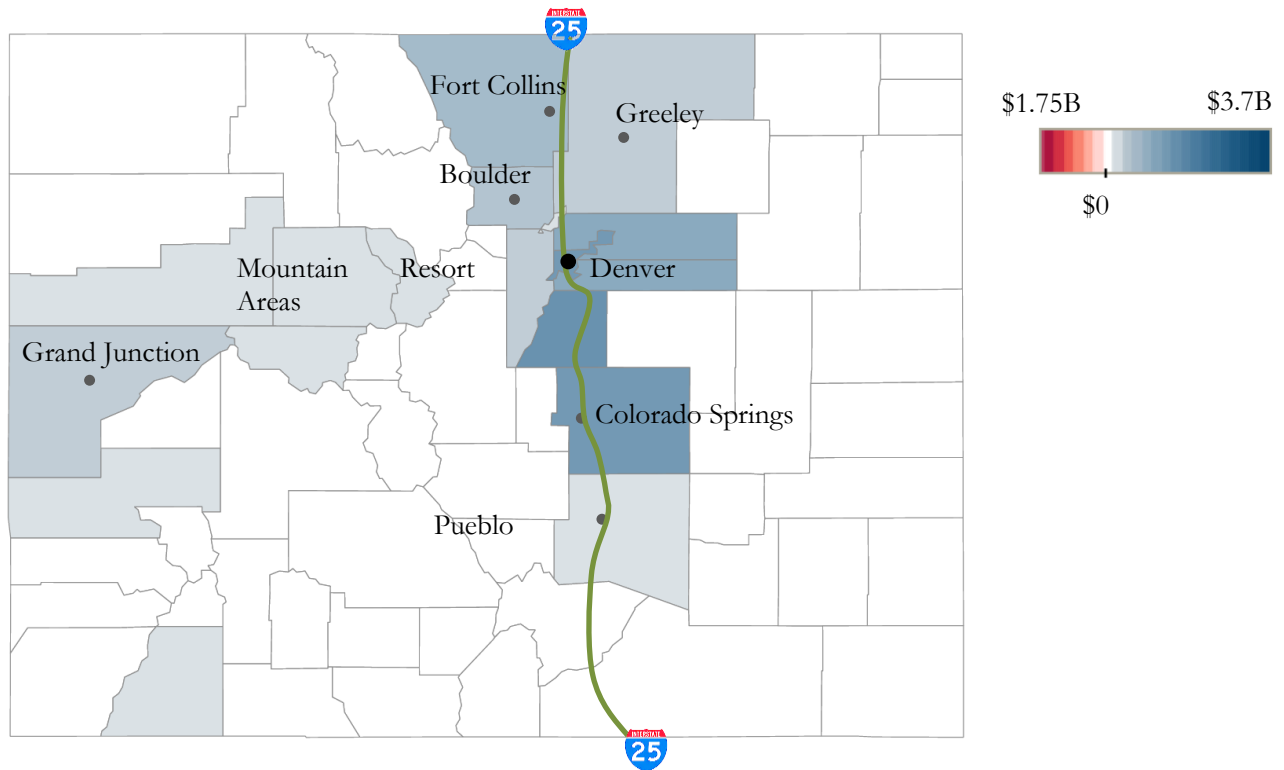 INTERSTATE
25
Fort Collins
Greeley
Boulder
Denver
Mountain Resort
Areas
Grand Junction
Colorado Springs
Pueblo
INTERSTATE
25
$1.75B
$3.7B
$0